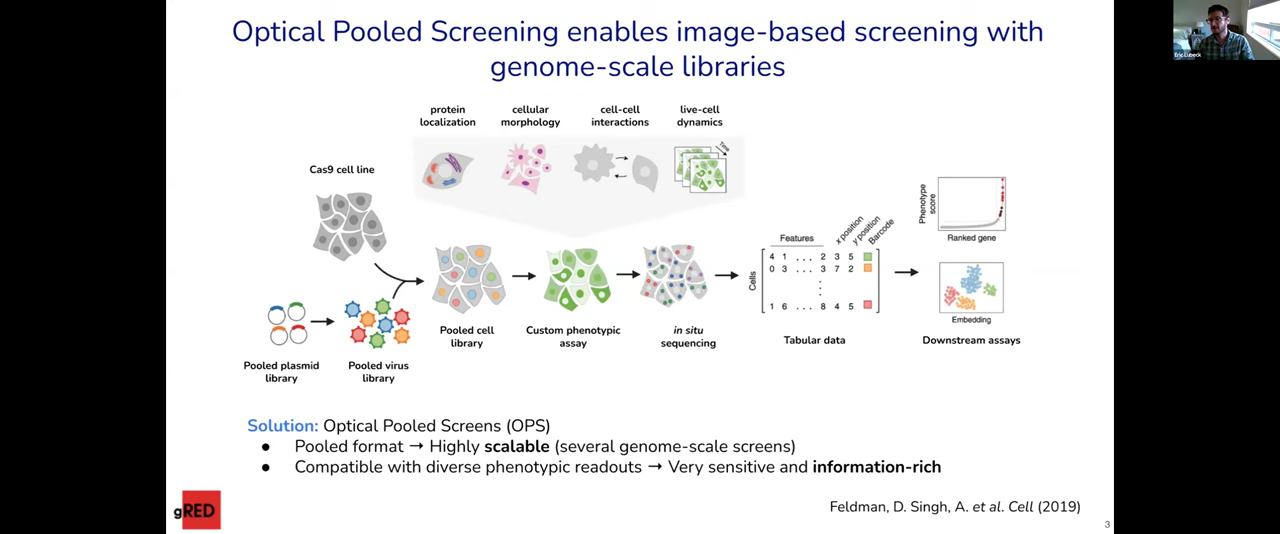 Optical Pooled Screening enables image-based screening with
genome-scale libraries
Eric Lubeck
protein
localization
cellular
morphology
cell-cell
interactions
live-cell
dynamics
Time
Cas9 cell line
Pooled plasmid
library
Pooled virus
library
Pooled cell
library
Custom phenotypic
assay
in situ
sequencing
Features
x position
y position
Barcode
Cells
4 1 ... 2 3 5
0 3 ... 3 7 2
1 6 ... 8 4 5
Tabular data
Phenotype
score
Ranked gene
Embedding
Downstream assays
Solution: Optical Pooled Screens (OPS)
● Pooled format → Highly scalable (several genome-scale screens)
● Compatible with diverse phenotypic readouts → Very sensitive and information-rich
gRED
Feldman, D. Singh, A. et al. Cell (2019)
3